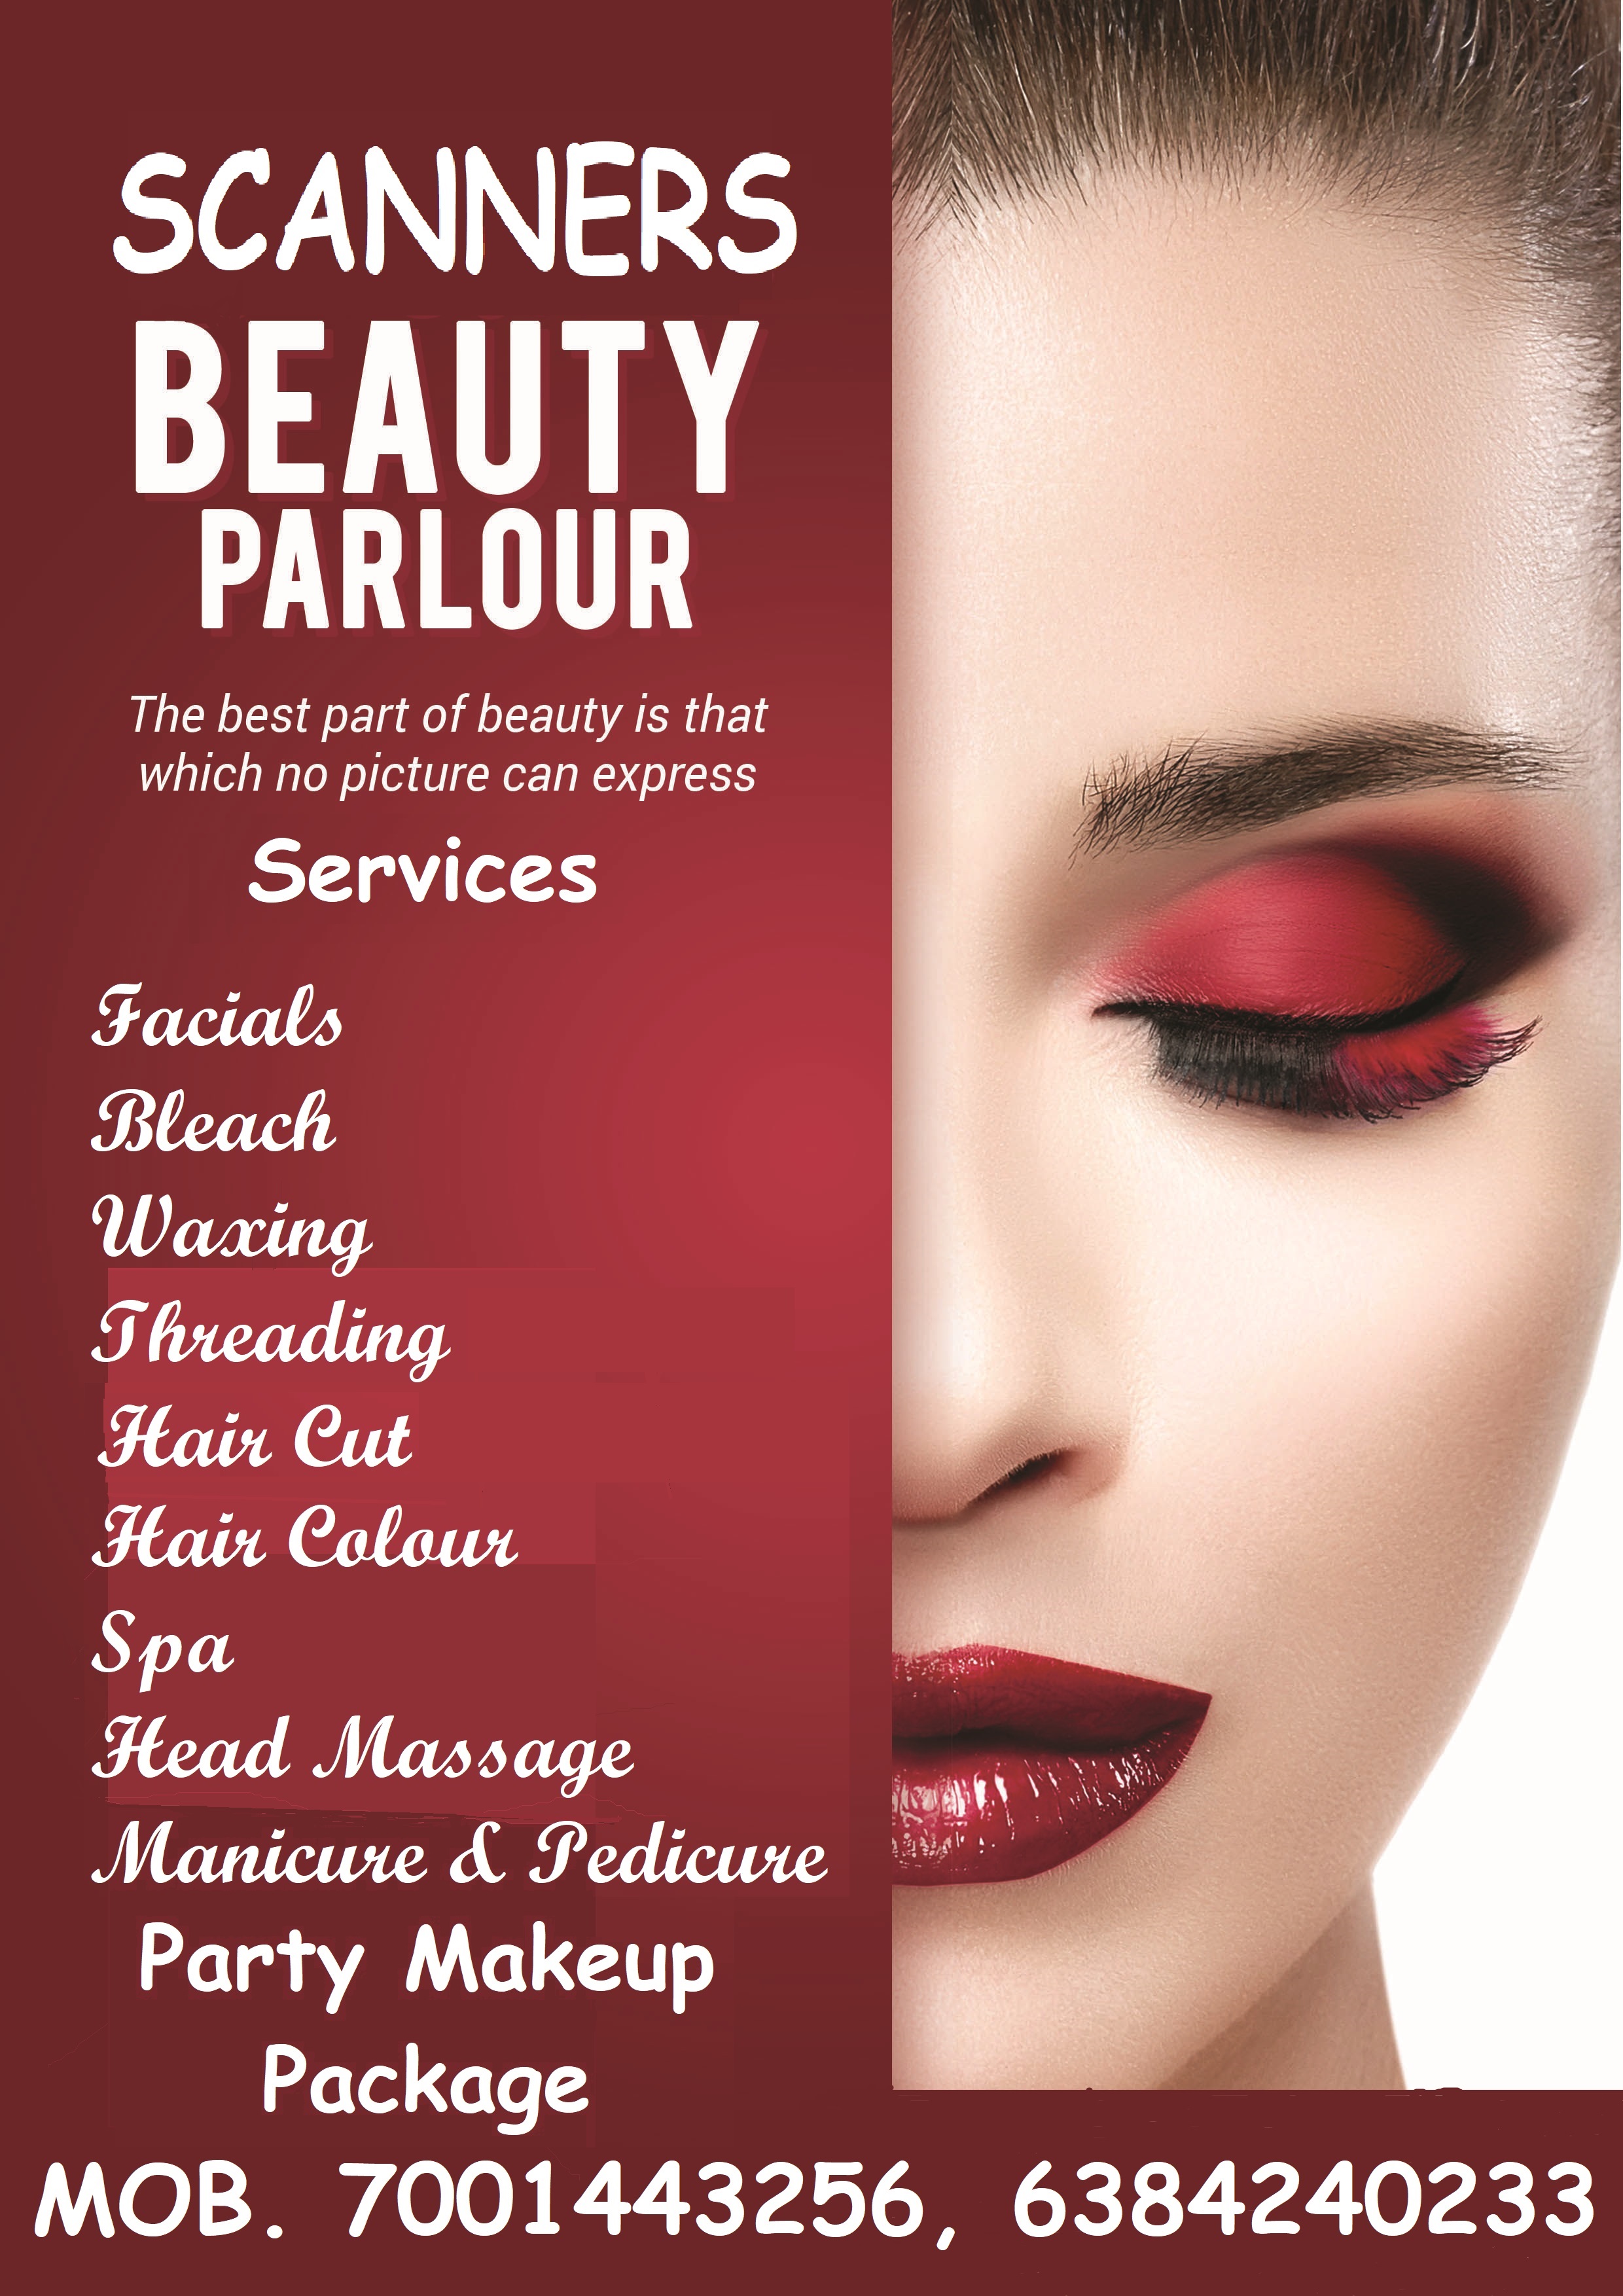 SCANNERS
BEAUTY
PARLOUR
The best part of beauty is that
which no picture can express
Services
Facials
Bleach
Waxing
Threading
Hair Cut
Hair Colour
Spa
Head Massage
Manicure & Pedicure
Party Makeup
Package
MOB. 7001443256, 6384240233